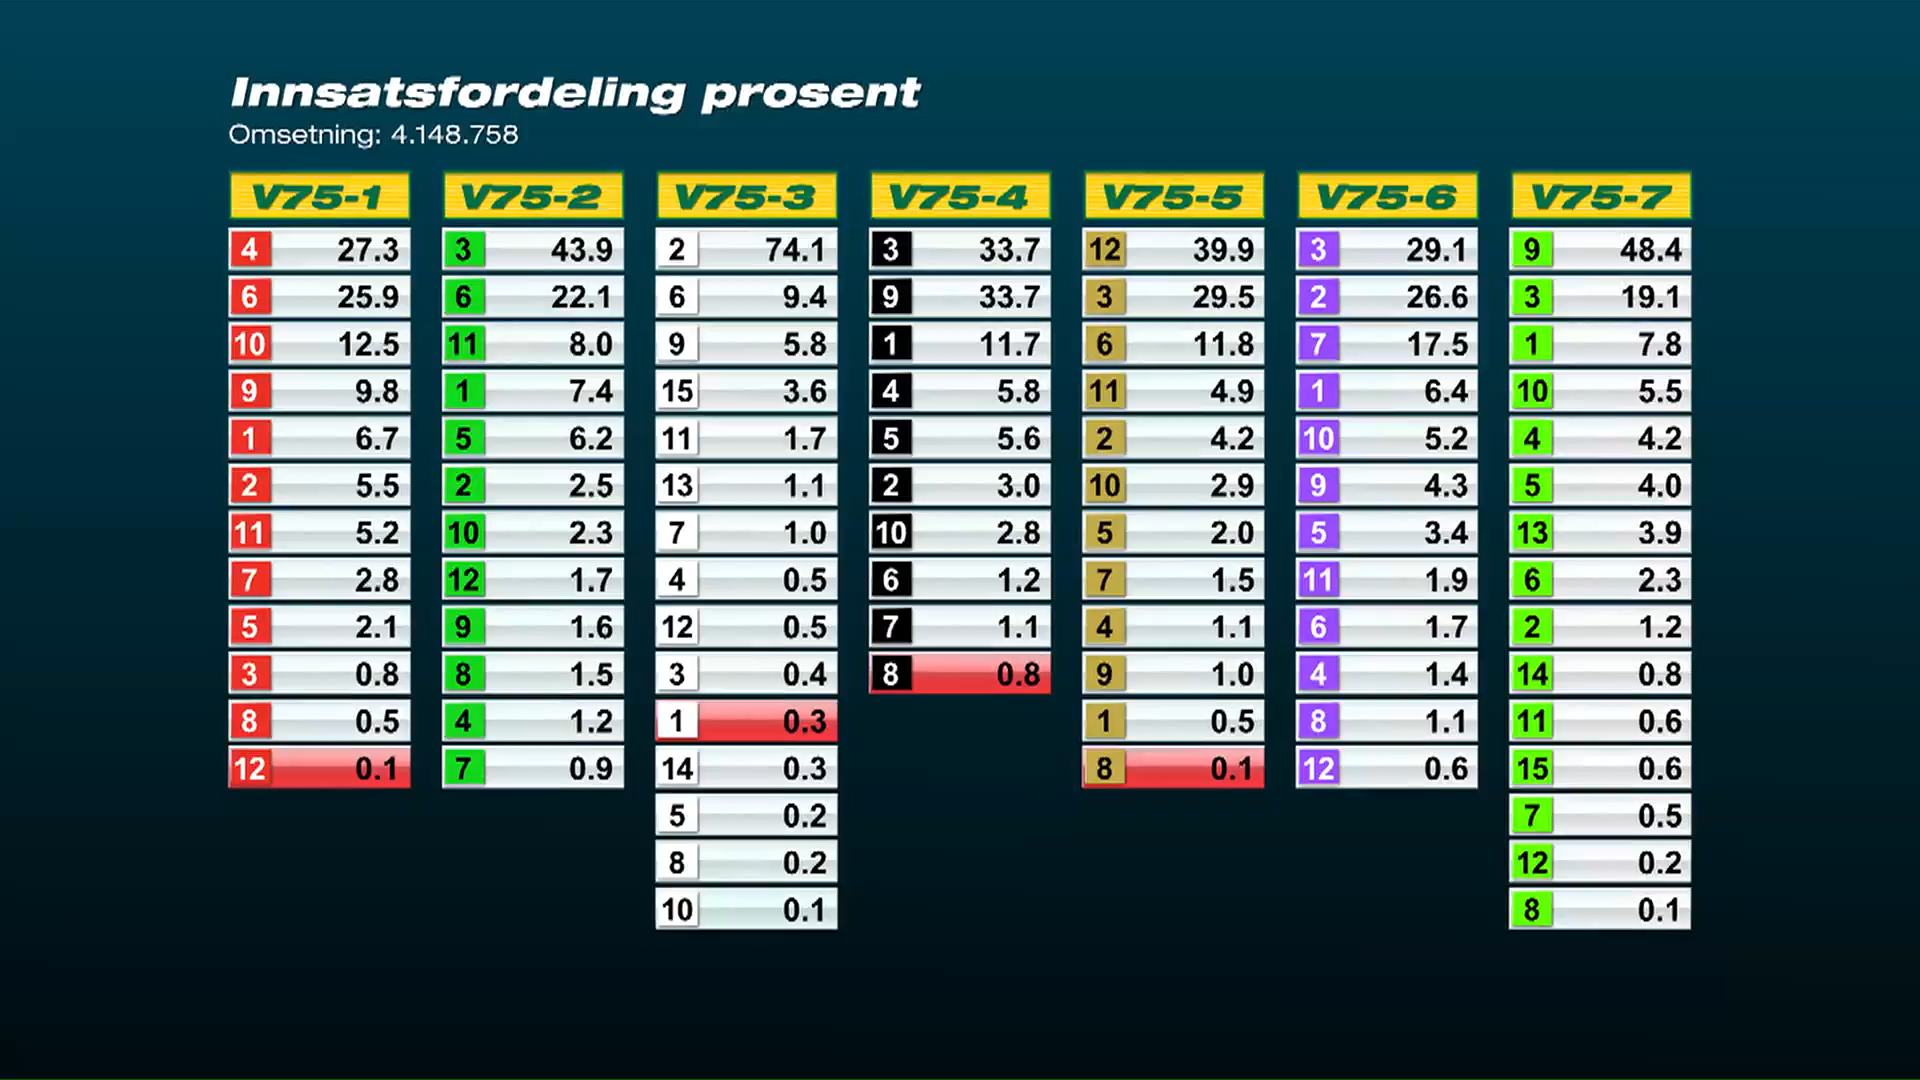 Innsatsfordeling prosent
Omsetning: 4.148.758
V75-1 V75-2 V75-3 V75-4 V75-5 V75-6 V75-7
4 27.3 3 43.9 2 74.1 3 33.7 12 39.9 3 29.1 9 48.4
6 25.9 6 22.1 6 9.4 9 33.7 3 29.5 2 26.6 3 19.1
10 12.5 11 8.0 9 5.8 1 11.7 6 11.8 7 17.5 1 7.8
9 9.8 1 7.4 15 3.6 4 5.8 11 4.9 1 6.4 10 5.5
1 6.7 5 6.2 11 1.7 5 5.6 2 4.2 10 5.2 4 4.2
2 5.5 2 2.5 13 1.1 2 3.0 10 2.9 9 4.3 5 4.0
11 5.2 10 2.3 7 1.0 10 2.8 5 2.0 5 3.4 13 3.9
7 2.8 12 1.7 4 0.5 6 1.2 7 1.5 11 1.9 6 2.3
5 2.1 9 1.6 12 0.5 7 1.1 4 1.1 6 1.7 2 1.2
3 0.8 8 1.5 3 0.4 8 0.8 9 1.0 4 1.4 14 0.8
8 0.5 4 1.2 1 0.3 1 0.5 8 1.1 11 0.6
12 0.1 7 0.9 14 0.3 8 0.1 12 0.6 15 0.6
5 0.2 7 0.5
8 0.2 12 0.2
10 0.1 8 0.1